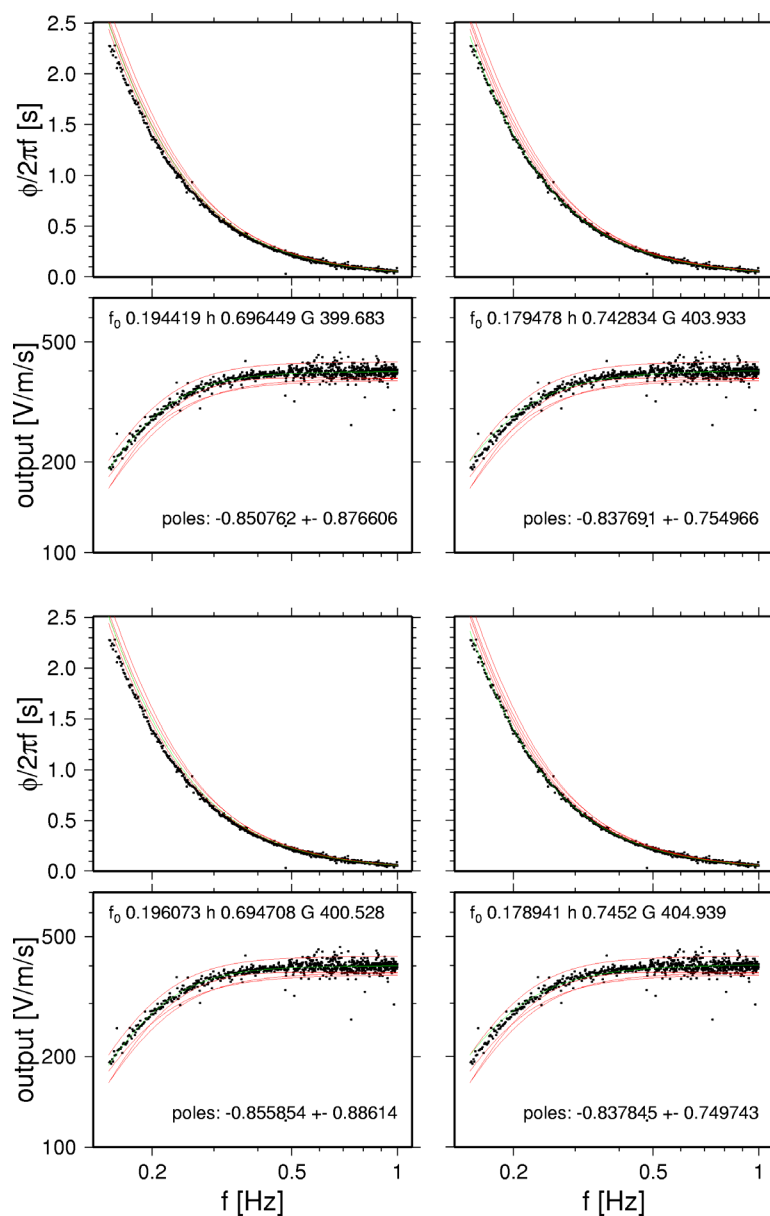 2.5
2.0
1.5
1.0
0.5
0.0
ϕ/2πf [s]
f0 0.194419 h 0.696449 G 399.683
f0 0.179478 h 0.742834 G 403.933
500
200
100
output [V/m/s]
poles: -0.850762 +- 0.876606
poles: -0.837691 +- 0.754966
2.5
2.0
1.5
1.0
0.5
0.0
ϕ/2πf [s]
f0 0.196073 h 0.694708 G 400.528
f0 0.178941 h 0.7452 G 404.939
500
200
100
output [V/m/s]
poles: -0.855854 +- 0.88614
poles: -0.837845 +- 0.749743
0.2 0.5 1
0.2 0.5 1
f [Hz]
f [Hz]